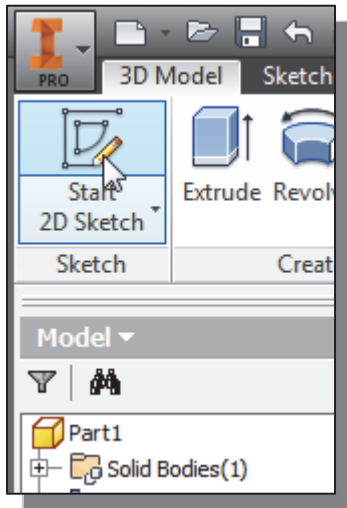 PRO
3D Model Sketch
Start
2D Sketch
Extrude
Sketch
Model
Part1
Solid Bodies(1)